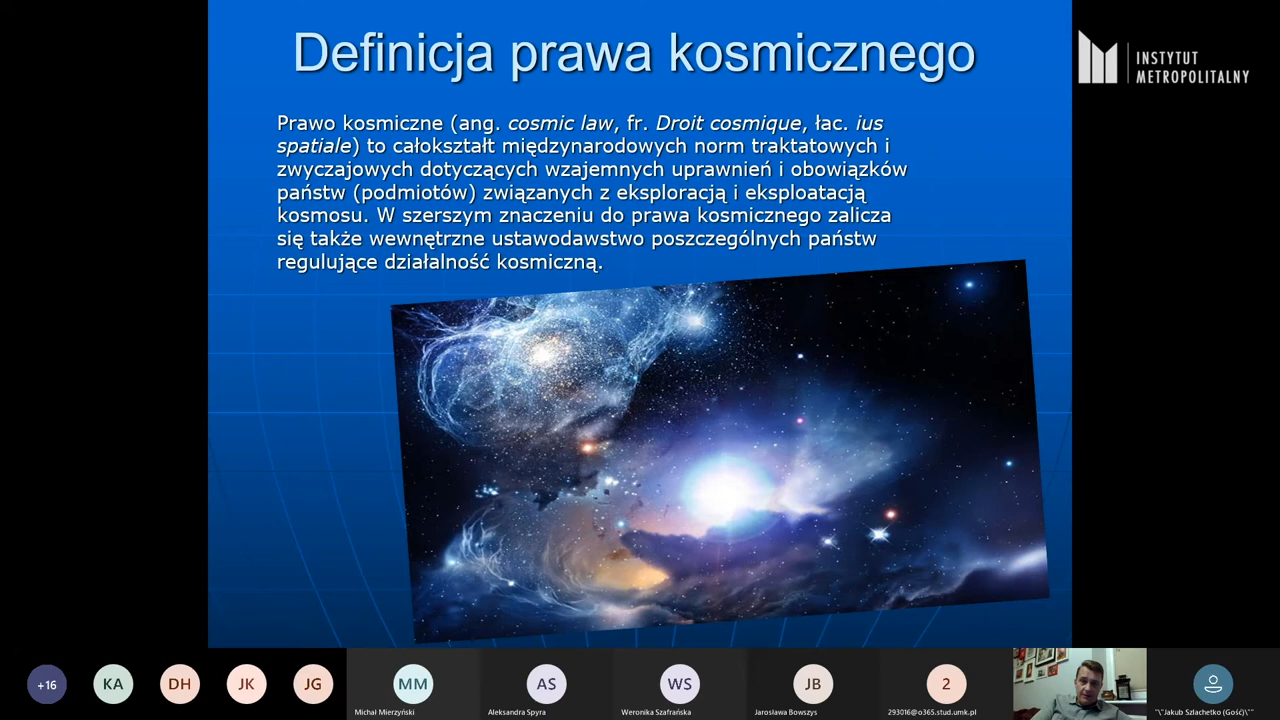 Definicja prawa kosmicznego
INSTYTUT
METROPOLITALNY
Prawo kosmiczne (ang. cosmic law, fr. Droit cosmique, łac. ius
spatiale) to całokształt międzynarodowych norm traktatowych i
zwyczajowych dotyczących wzajemnych uprawnień i obowiązków
państw (podmiotów) związanych z eksploracją i eksploatacją
kosmosu. W szerszym znaczeniu do prawa kosmicznego zalicza
się także wewnętrzne ustawodawstwo poszczególnych państw
regulujące działalność kosmiczną.
+16
KA
DH
JK
JG
MM
AS
WS
JB
2
Michał Mierzyński
Aleksandra Spyra
Weronika Szafrańska
Jarosława Bowszys
293016@o365.stud.umk.pl
"\"Jakub Szlachetko (Gość)\""